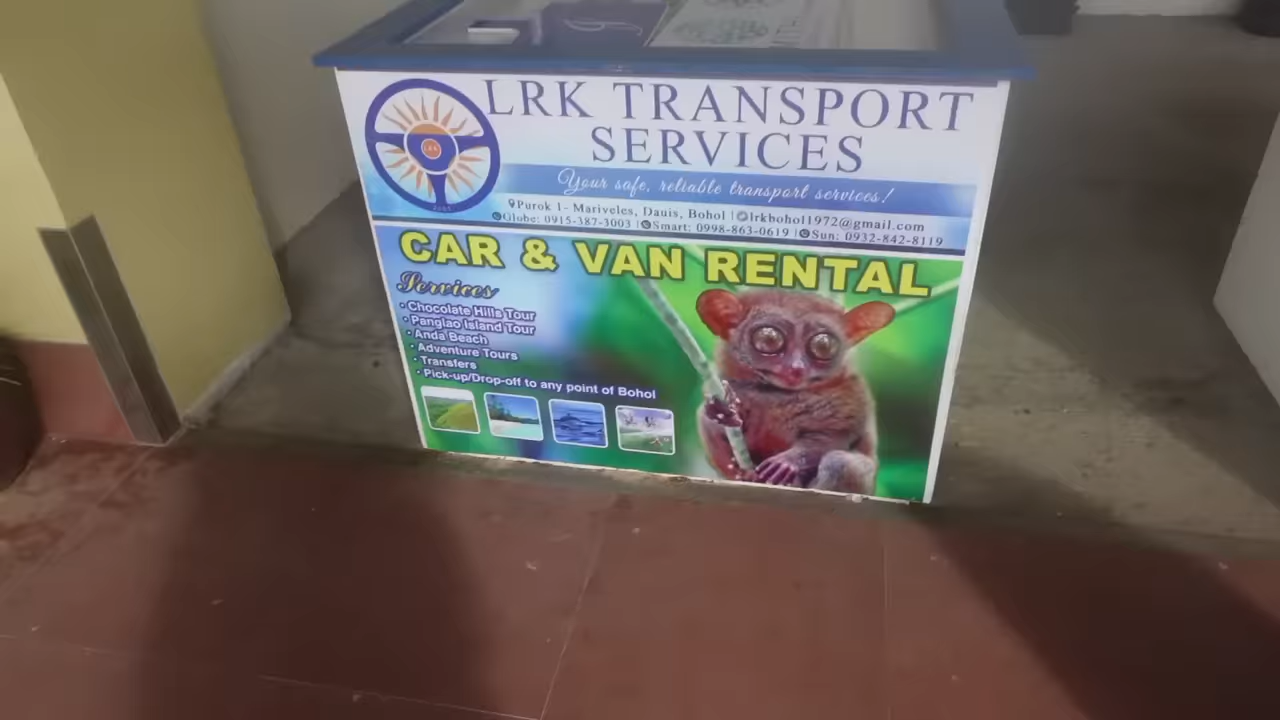 LRK TRANSPORT
SERVICES
LRK
Your safe, reliable transport services!
Purok 1- Mariveles, Dauis, Bohol | lrkbohol1972@gmail.com
Globe: 0915-387-3003 | Smart: 0998-863-0619 | Sun: 0932-842-8119
CAR & VAN RENTAL
Services
· Chocolate Hills Tour
· Panglao Island Tour
· Anda Beach
· Adventure Tours
· Transfers
· Pick-up/Drop-off to any point of Bohol